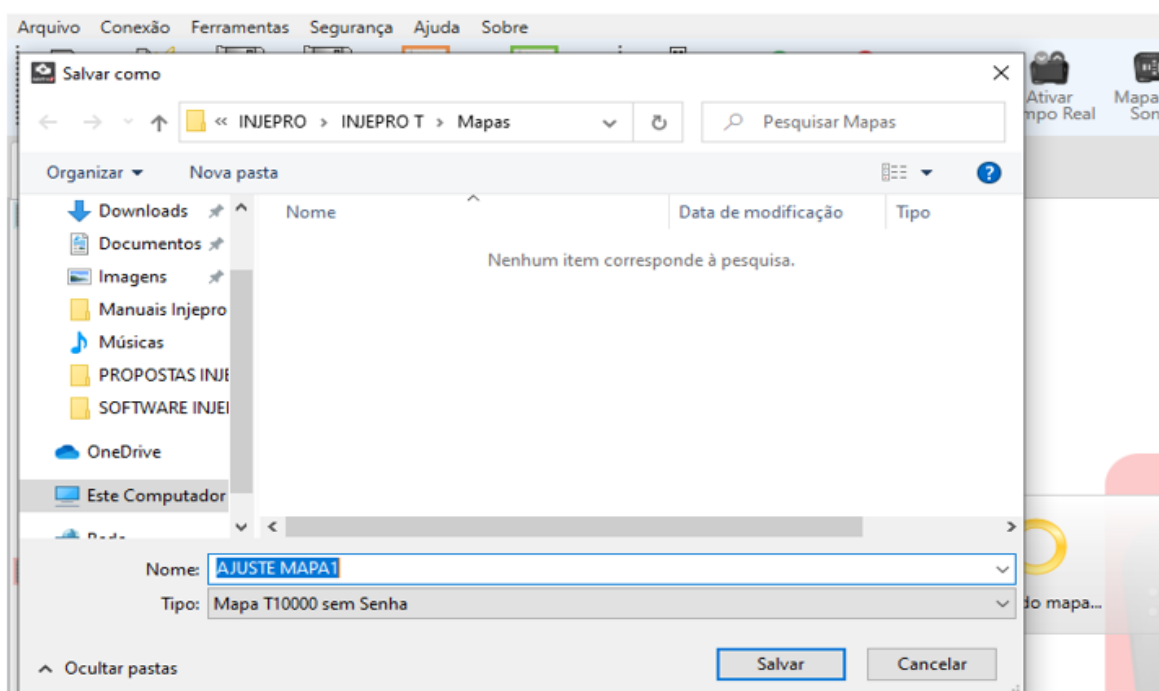 Arquivo Conexão Ferramentas Segurança Ajuda Sobre
Salvar como
Ativar
mpo Real
Mapa
Son
« INJEPRO > INJEPRO T > Mapas
Pesquisar Mapas
Organizar
Nova pasta
Downloads
Documentos
Imagens
Manuais Injepro
Músicas
PROPOSTAS INJE
SOFTWARE INJEI
OneDrive
Este Computador
Nome
Data de modificação
Tipo
Nenhum item corresponde à pesquisa.
Nome: AJUSTE MAPA1
Tipo: Mapa T10000 sem Senha
do mapa...
Ocultar pastas
Salvar
Cancelar